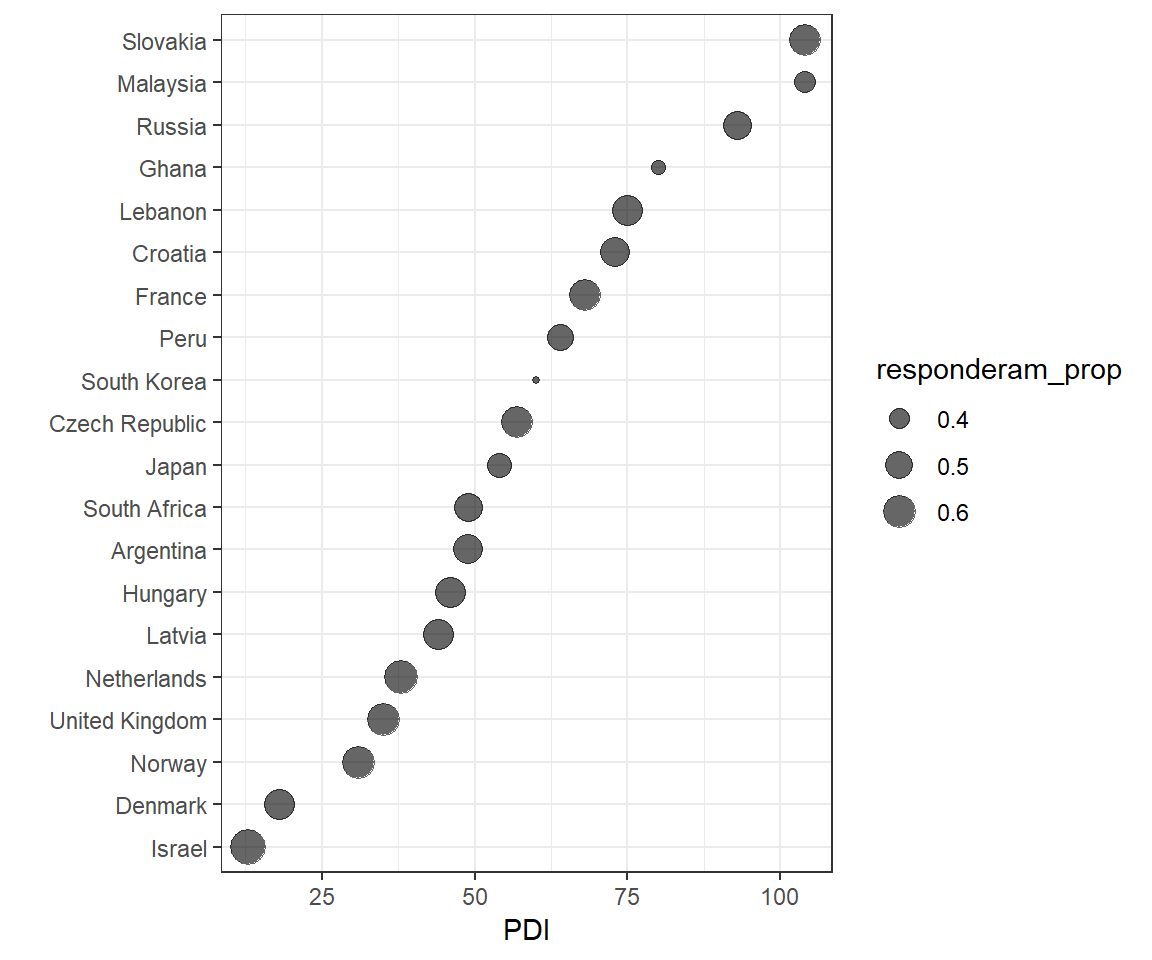 Slovakia
Malaysia
Russia
Ghana
Lebanon
Croatia
France
Peru
South Korea
Czech Republic
Japan
South Africa
Argentina
Hungary
Latvia
Netherlands
United Kingdom
Norway
Denmark
Israel
25 50 75 100
PDI
responderam_prop
0.4
0.5
0.6